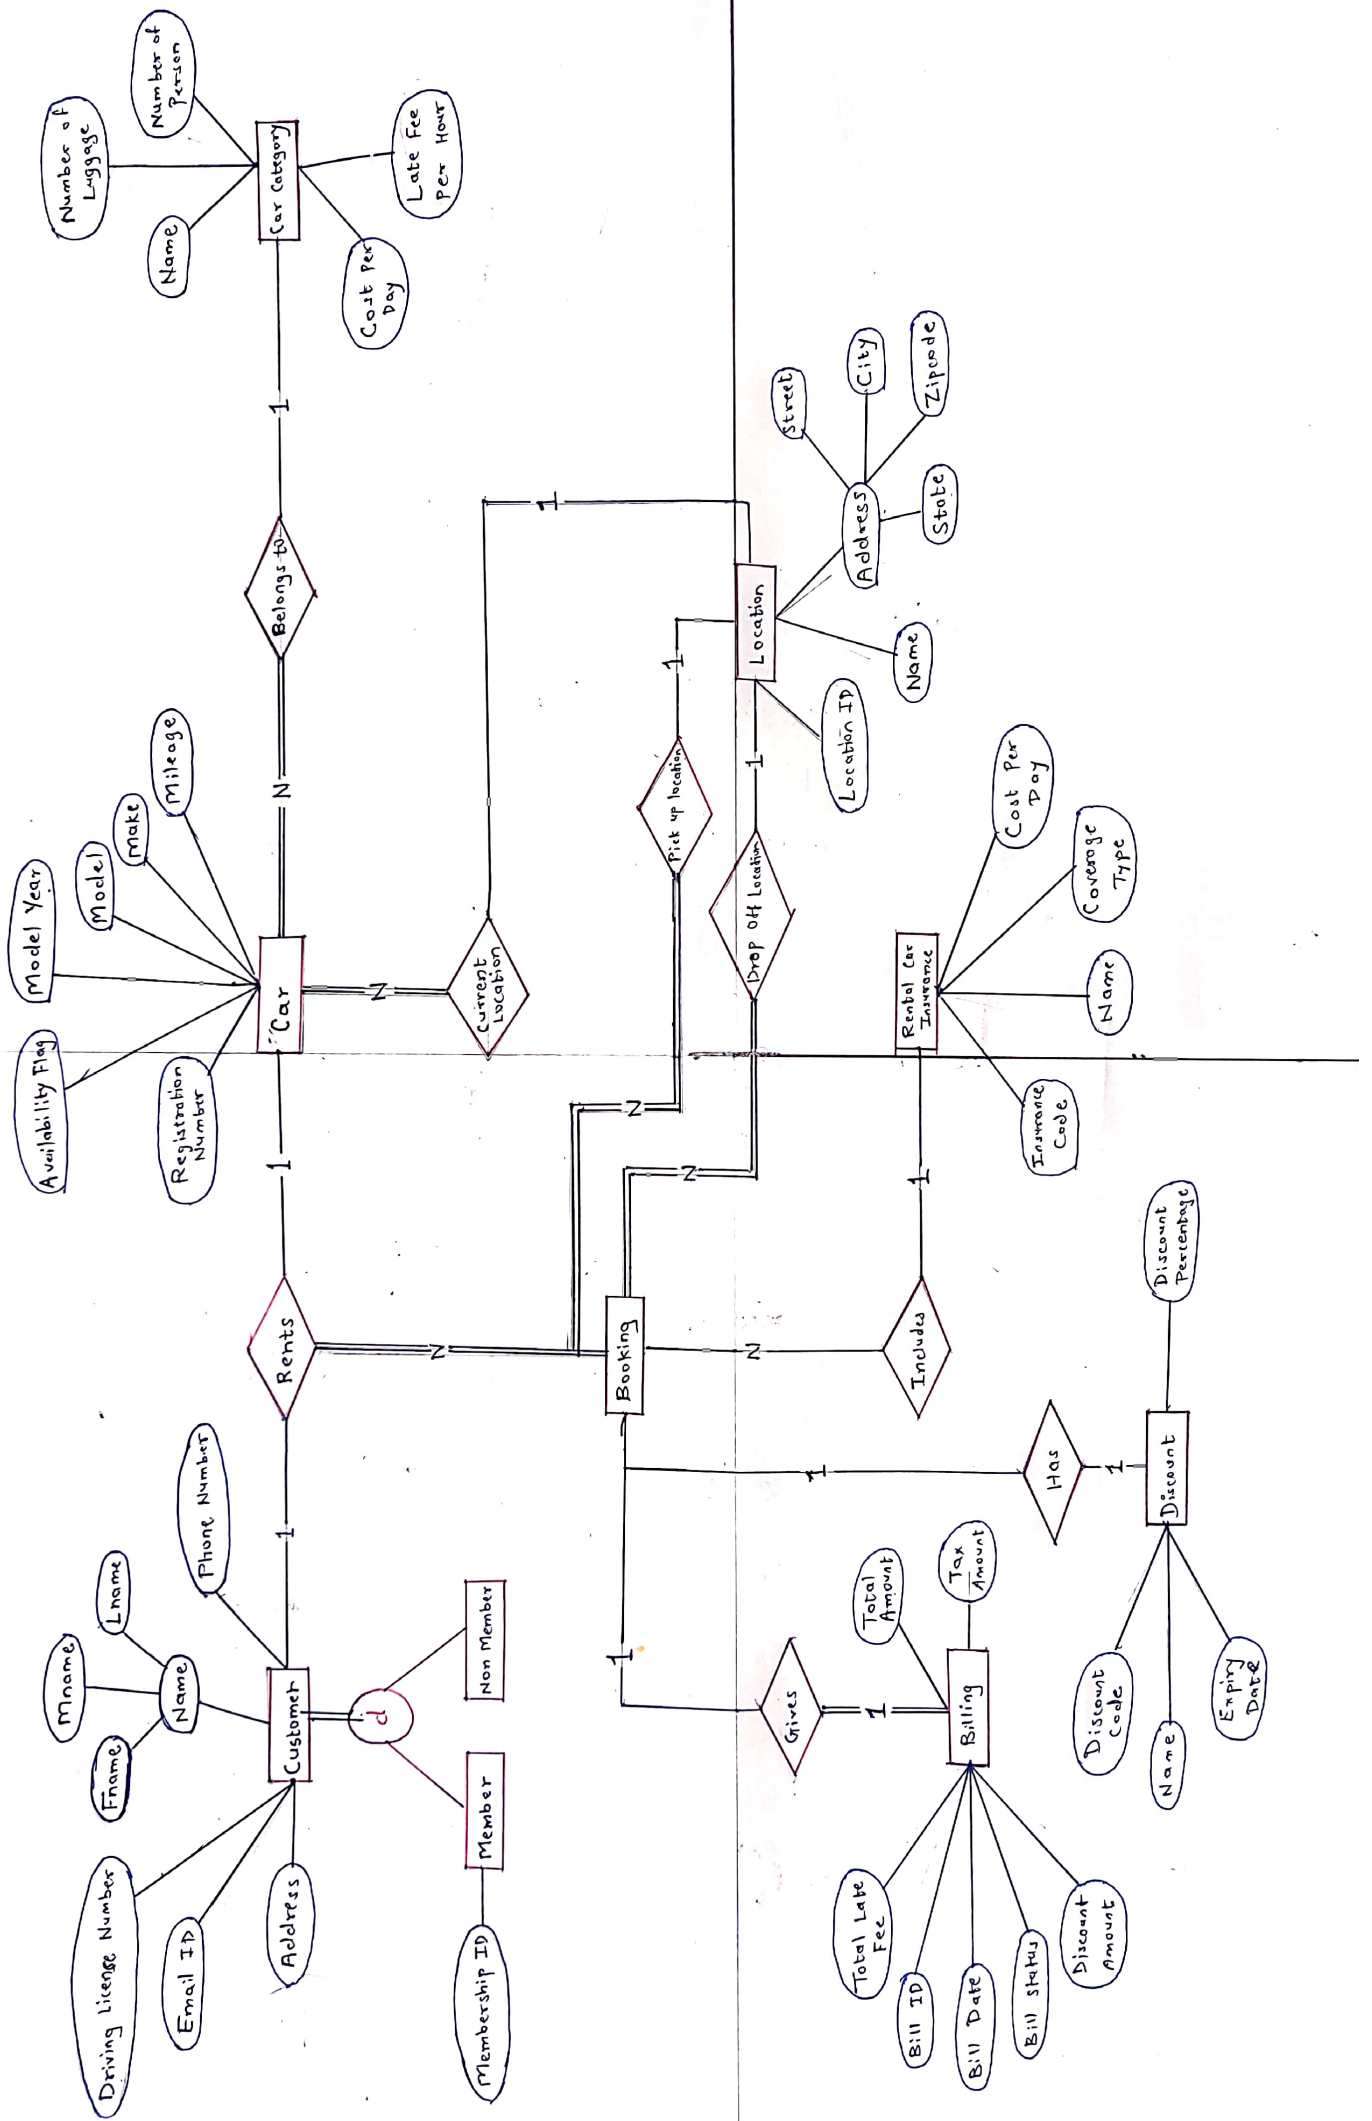 Driving License Number
Email ID
Address
Fname
Mname
Lname
Name
Phone Number
Customer
d
Member
Non Member
Membership ID
1
Rents
1
N
Availability Flag
Registration
Number
Model Year
Model
Make
Mileage
Car
N
Belongs to
1
Name
Number of
Luggage
Number of
Person
Car Category
Cost Per
Day
Late Fee
Per Hour
N
Current
Location
1
Booking
N
Pick up location
1
N
Drop Off Location
1
Location
Location ID
Name
Address
Street
City
Zipcode
State
N
Includes
1
Rental Car
Insurance
Insurance
Code
Name
Coverage
Type
Cost Per
Day
1
Has
1
Discount
Discount
Percentage
Discount
Code
Name
Expiry
Date
1
Gives
1
Billing
Total
Amount
Tax
Amount
Total Late
Fee
Bill ID
Bill Date
Bill Status
Discount
Amount